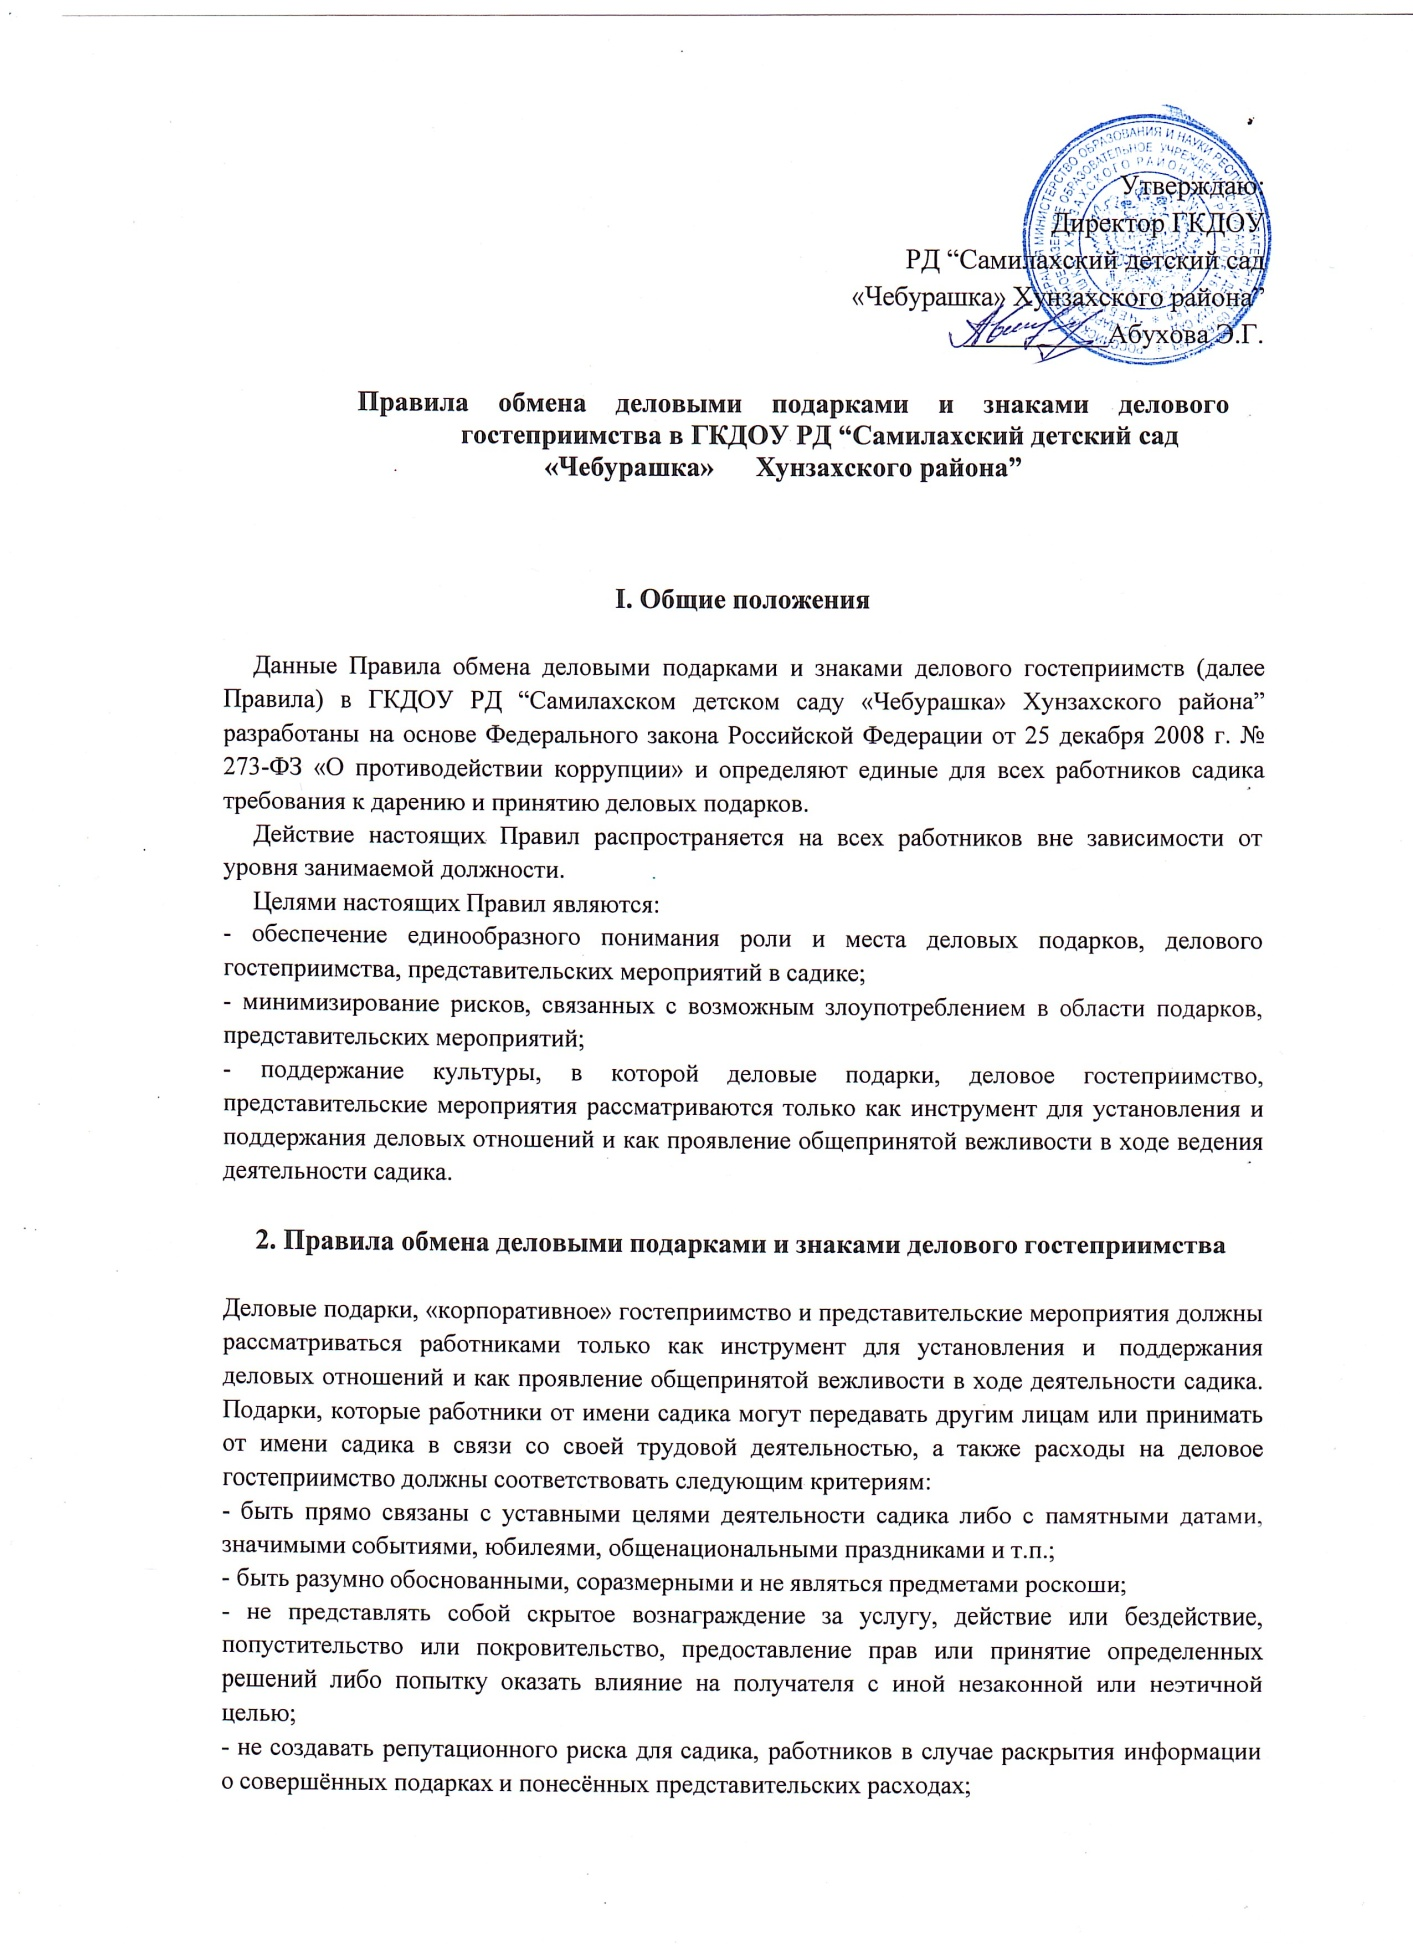 Утверждаю:
Директор ГКДОУ
РД “Самилахский детский сад
«Чебурашка» Хунзахского района”
Абухова Э.Г.
Правила обмена деловыми подарками и знаками делового
гостеприимства в ГКДОУ РД “Самилахский детский сад
«Чебурашка» Хунзахского района”
I. Общие положения
Данные Правила обмена деловыми подарками и знаками делового гостеприимств (далее
Правила) в ГКДОУ РД “Самилахском детском саду «Чебурашка» Хунзахского района”
разработаны на основе Федерального закона Российской Федерации от 25 декабря 2008 г. №
273-ФЗ «О противодействии коррупции» и определяют единые для всех работников садика
требования к дарению и принятию деловых подарков.
Действие настоящих Правил распространяется на всех работников вне зависимости от
уровня занимаемой должности.
Целями настоящих Правил являются:
- обеспечение единообразного понимания роли и места деловых подарков, делового
гостеприимства, представительских мероприятий в садике;
- минимизирование рисков, связанных с возможным злоупотреблением в области подарков,
представительских мероприятий;
- поддержание культуры, в которой деловые подарки, деловое гостеприимство,
представительские мероприятия рассматриваются только как инструмент для установления и
поддержания деловых отношений и как проявление общепринятой вежливости в ходе ведения
деятельности садика.
2. Правила обмена деловыми подарками и знаками делового гостеприимства
Деловые подарки, «корпоративное» гостеприимство и представительские мероприятия должны
рассматриваться работниками только как инструмент для установления и поддержания
деловых отношений и как проявление общепринятой вежливости в ходе деятельности садика.
Подарки, которые работники от имени садика могут передавать другим лицам или принимать
от имени садика в связи со своей трудовой деятельностью, а также расходы на деловое
гостеприимство должны соответствовать следующим критериям:
- быть прямо связаны с уставными целями деятельности садика либо с памятными датами,
значимыми событиями, юбилеями, общенациональными праздниками и т.п.;
- быть разумно обоснованными, соразмерными и не являться предметами роскоши;
- не представлять собой скрытое вознаграждение за услугу, действие или бездействие,
попустительство или покровительство, предоставление прав или принятие определенных
решений либо попытку оказать влияние на получателя с иной незаконной или неэтичной
целью;
- не создавать репутационного риска для садика, работников в случае раскрытия информации
о совершённых подарках и понесённых представительских расходах;